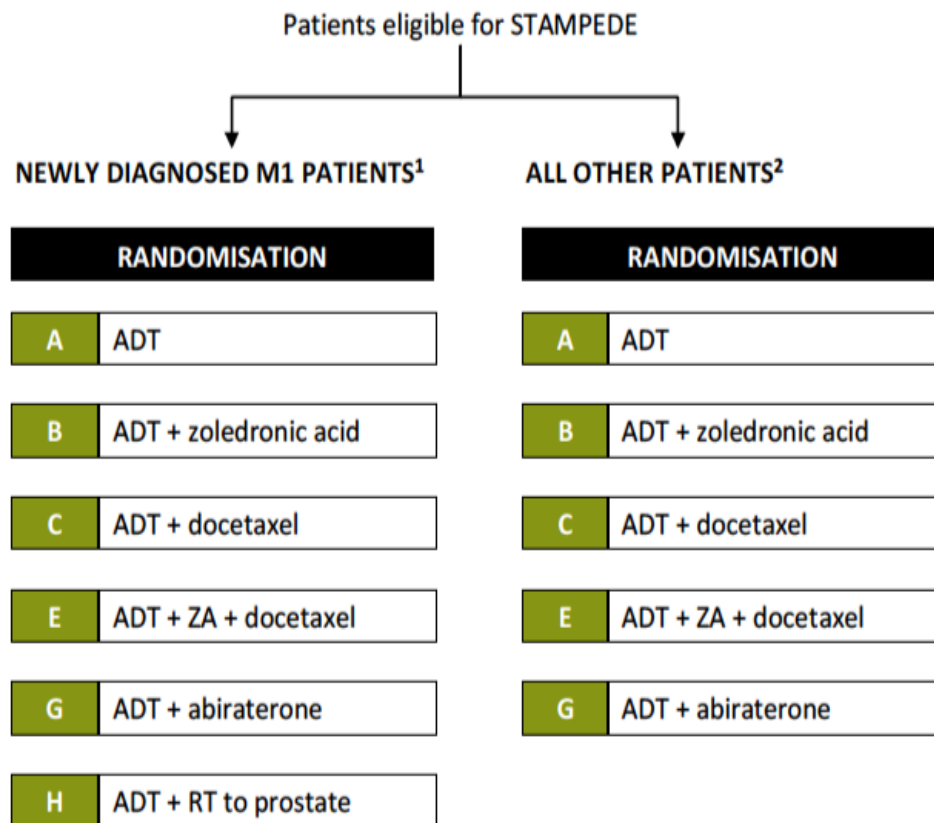 Patients eligible for STAMPEDE
NEWLY DIAGNOSED M1 PATIENTS¹
RANDOMISATION
A ADT
B ADT + zoledronic acid
C ADT + docetaxel
E ADT + ZA + docetaxel
G ADT + abiraterone
H ADT + RT to prostate
ALL OTHER PATIENTS²
RANDOMISATION
A ADT
B ADT + zoledronic acid
C ADT + docetaxel
E ADT + ZA + docetaxel
G ADT + abiraterone